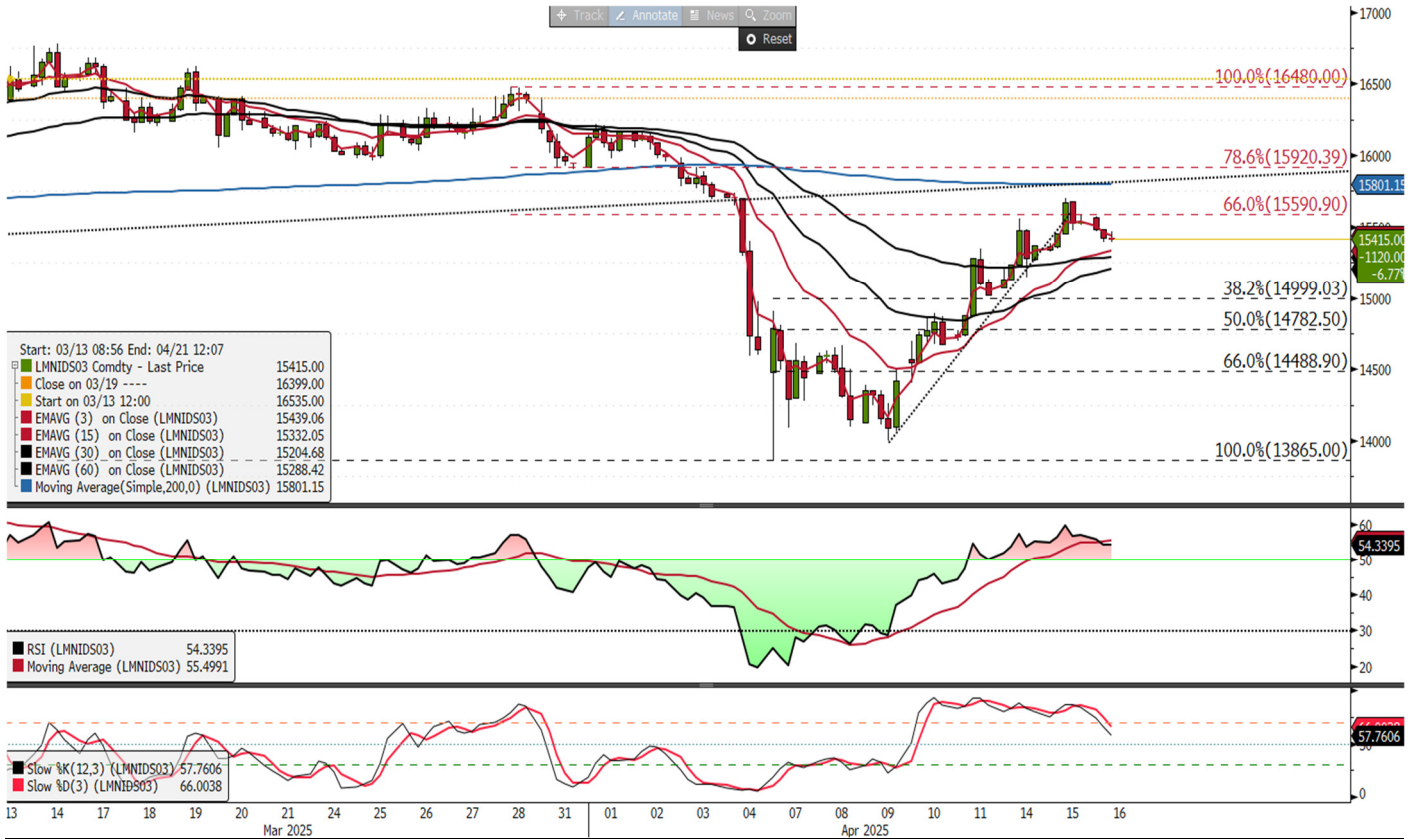 Track Annotate News Zoom
Reset
17000
16500
16000
15000
14500
14000
100.0%(16480.00)
78.6%(15920.39)
66.0%(15590.90)
38.2%(14999.03)
50.0%(14782.50)
66.0%(14488.90)
100.0%(13865.00)
15801.15
15415.00
-1120.00
-6.77%
Start: 03/13 08:56 End: 04/21 12:07
LMNIDS03 Comdty - Last Price 15415.00
Close on 03/19 ---- 16399.00
Start on 03/13 12:00 16535.00
EMAVG (3) on Close (LMNIDS03) 15439.06
EMAVG (15) on Close (LMNIDS03) 15332.05
EMAVG (30) on Close (LMNIDS03) 15204.68
EMAVG (60) on Close (LMNIDS03) 15288.42
Moving Average(Simple,200,0) (LMNIDS03) 15801.15
60
54.3395
50
40
30
20
RSI (LMNIDS03) 54.3395
Moving Average (LMNIDS03) 55.4991
57.7606
0
Slow %K(12,3) (LMNIDS03) 57.7606
Slow %D(3) (LMNIDS03) 66.0038
13 14 17 18 19 20 21 24 25 26 27 28 31 01 02 03 04 07 08 09 10 11 14 15 16
Mar 2025 Apr 2025